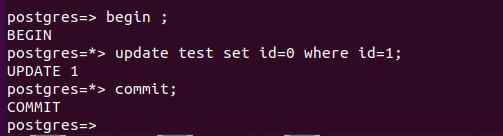 postgres=> begin ;
BEGIN
postgres=*> update test set id=0 where id=1;
UPDATE 1
postgres=*> commit;
COMMIT
postgres=>